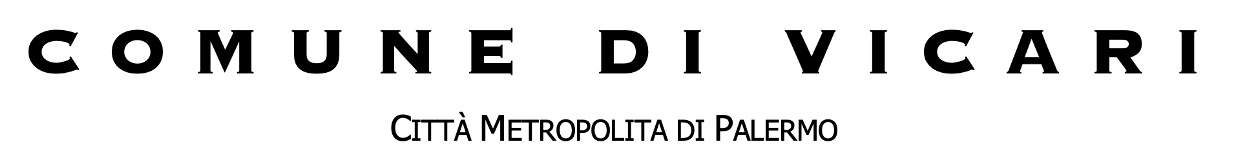 COMUNE DI VICARI
CITTÀ METROPOLITA DI PALERMO